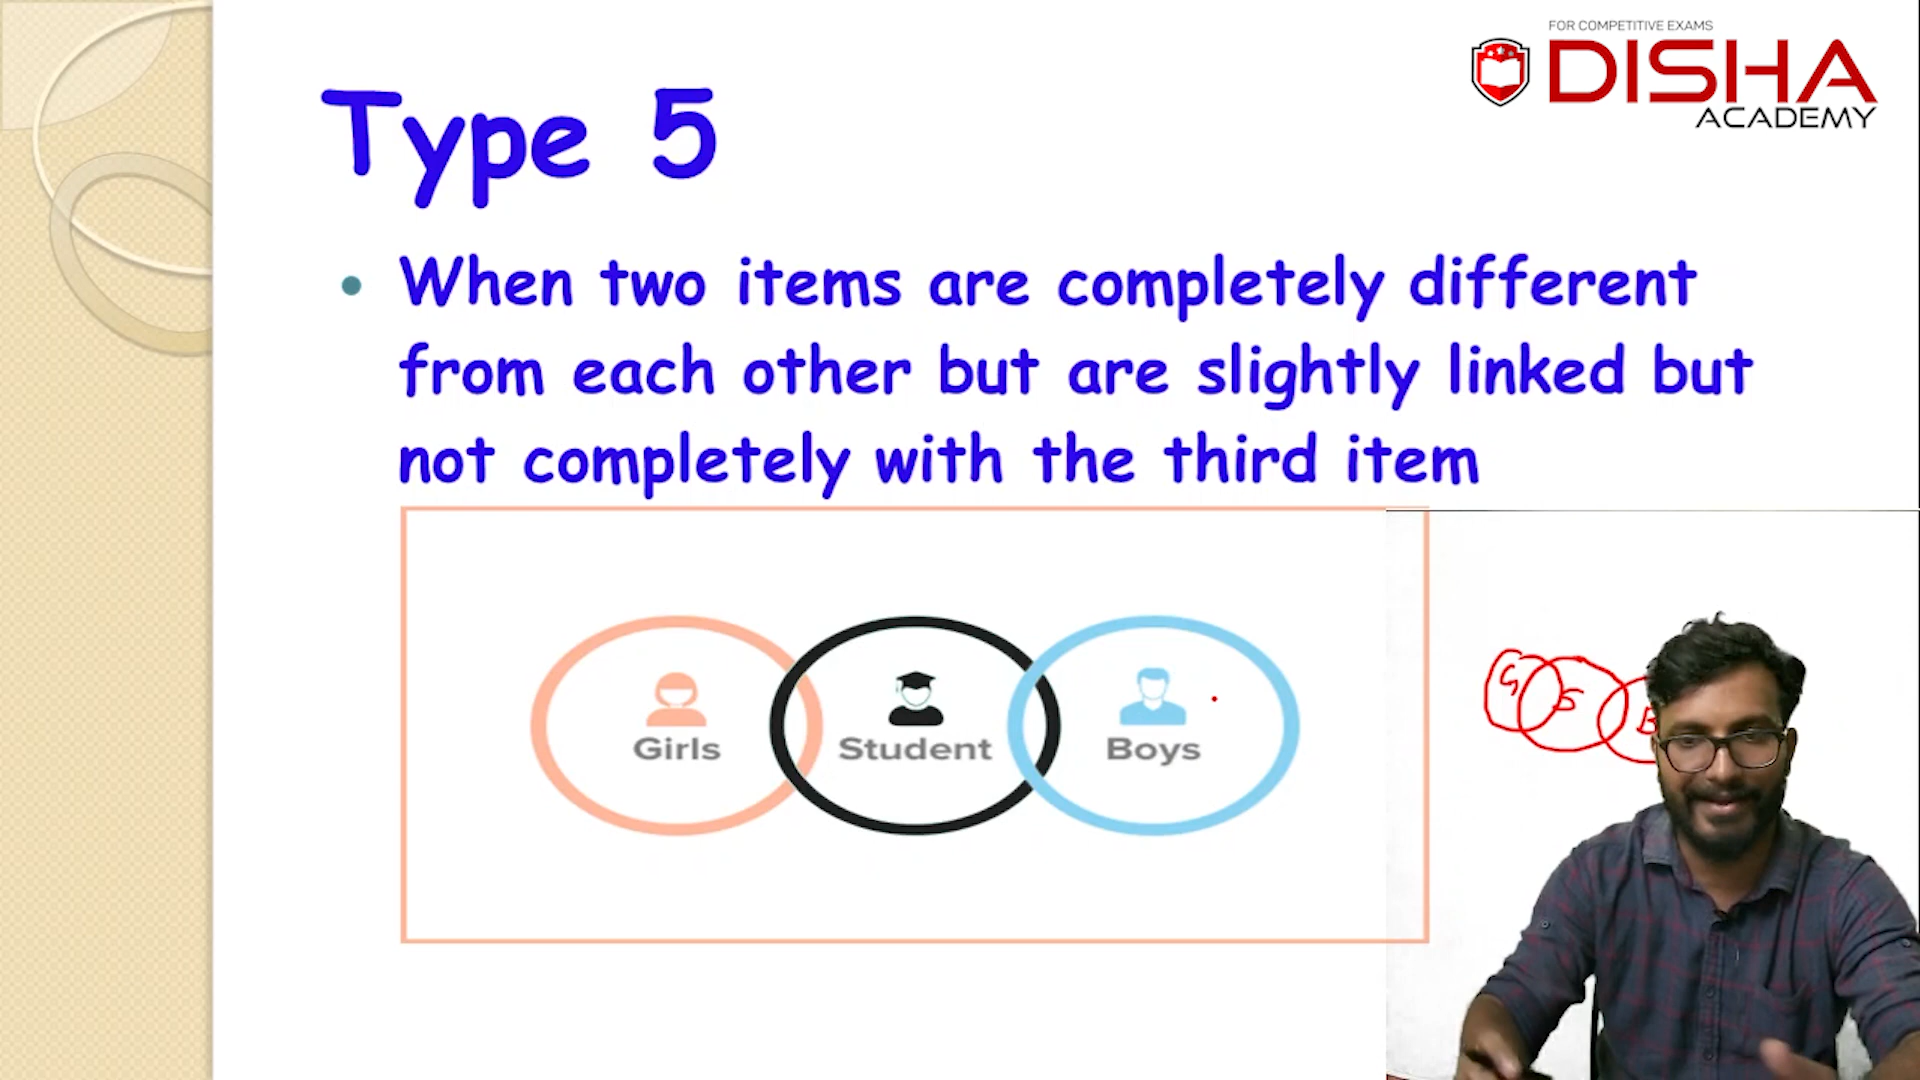 FOR COMPETITIVE EXAMS
DISHA
ACADEMY
Type 5
• When two items are completely different
from each other but are slightly linked but
not completely with the third item
Girls
Student
Boys
G
S
B